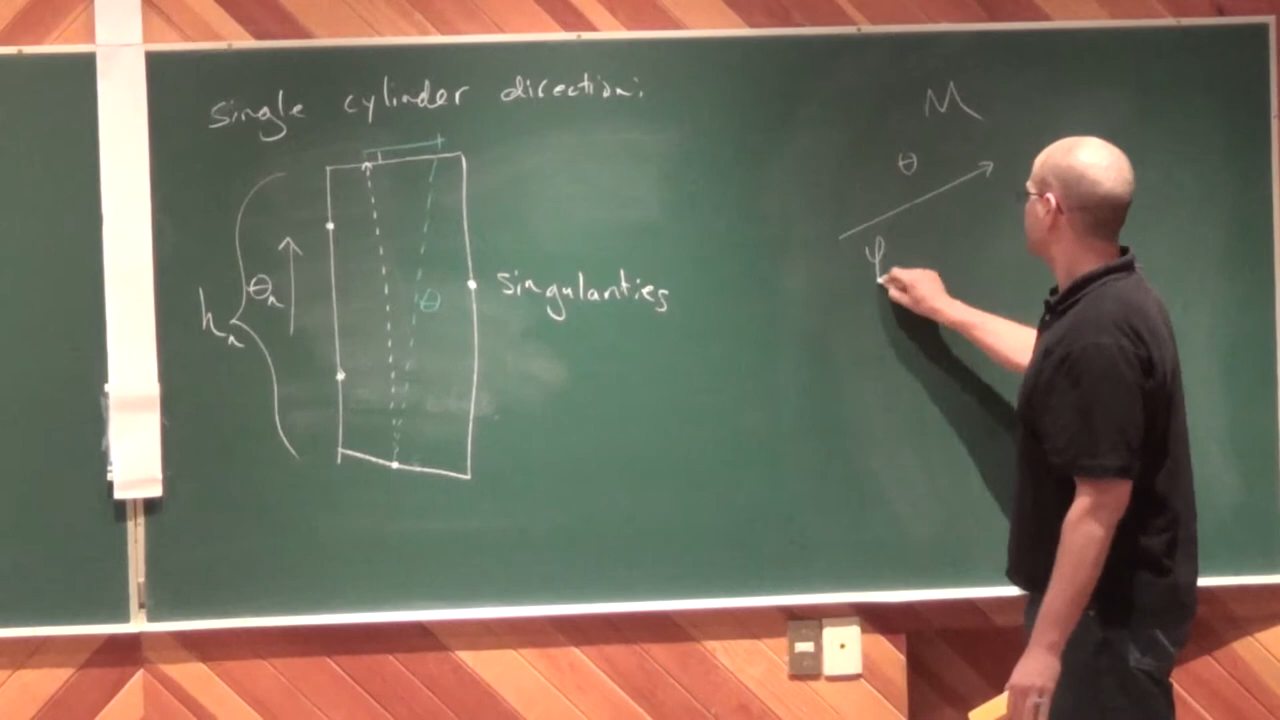 single cylinder direction:
M
θ
θₙ
θ
hₙ
singularities
φ